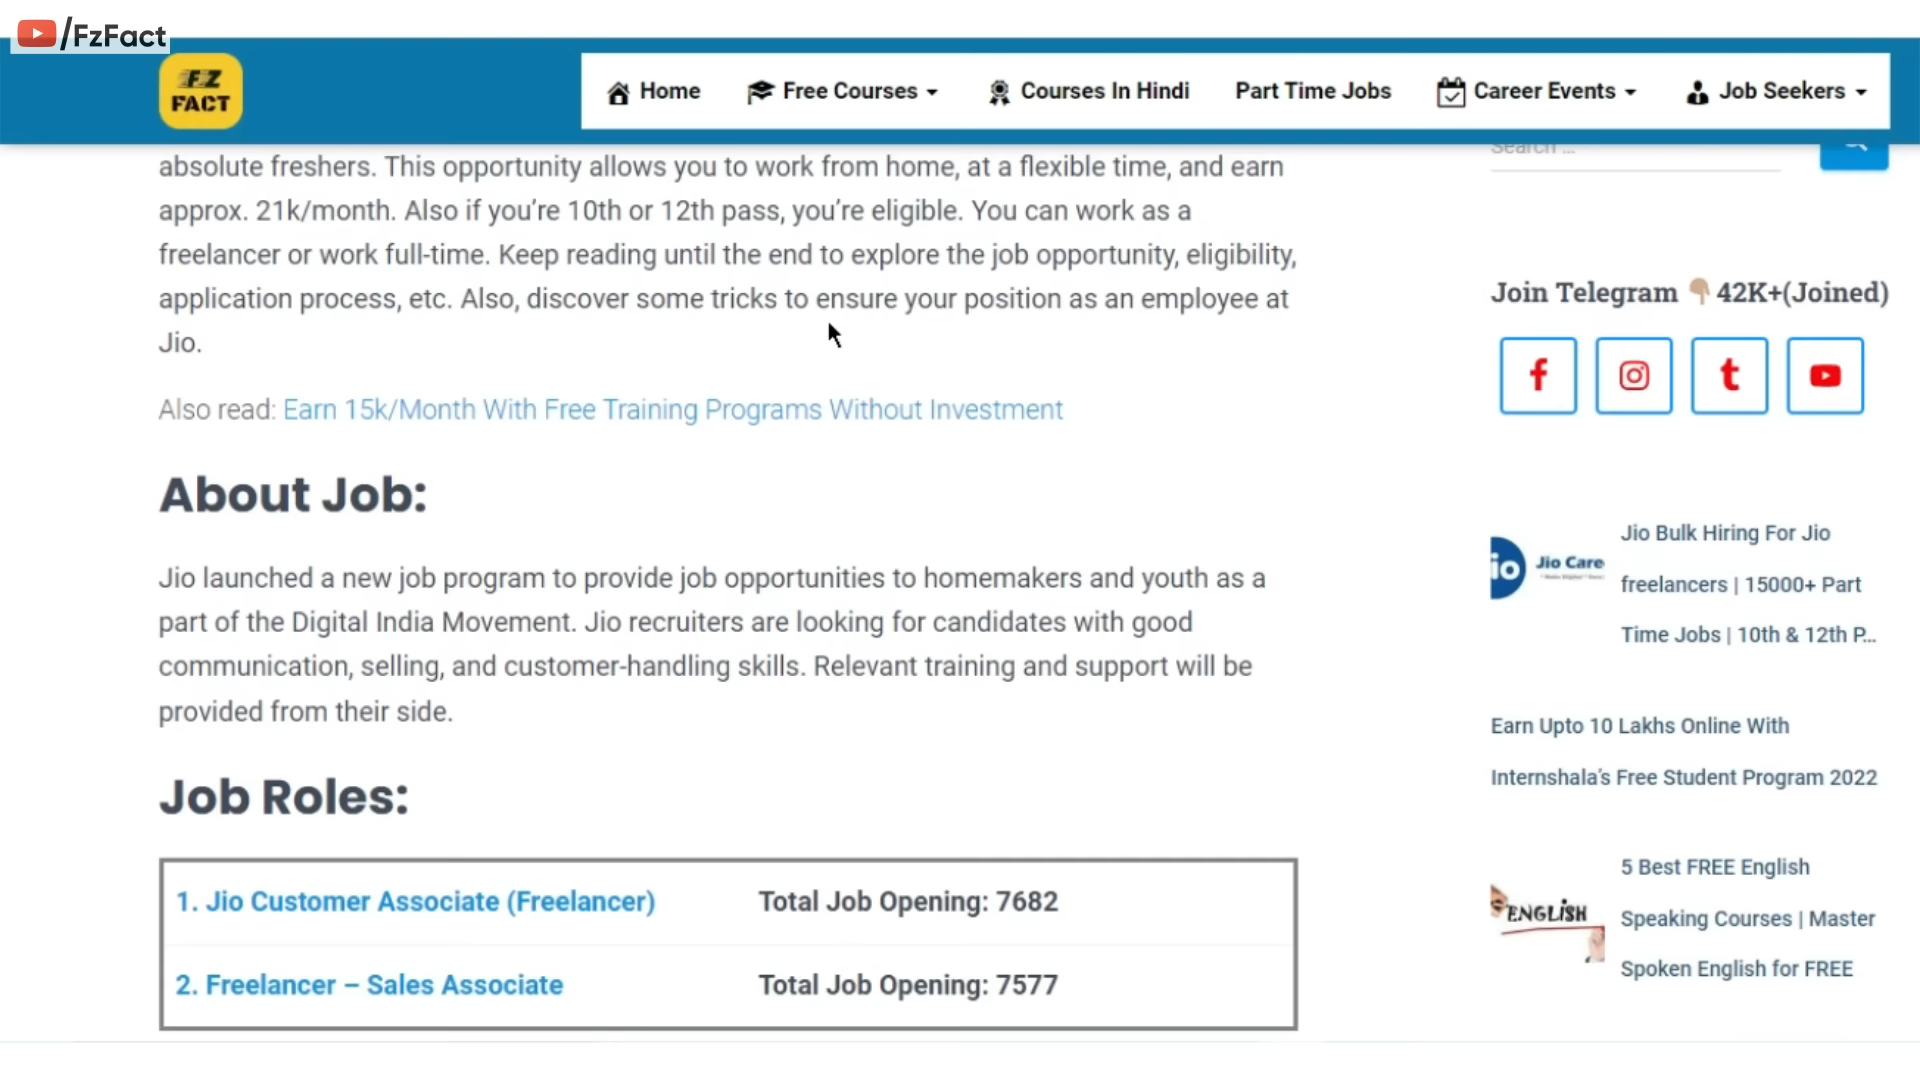 /FzFact
FZ
FACT
Home
Free Courses
Courses In Hindi
Part Time Jobs
Career Events
Job Seekers
absolute freshers. This opportunity allows you to work from home, at a flexible time, and earn
approx. 21k/month. Also if you’re 10th or 12th pass, you’re eligible. You can work as a
freelancer or work full-time. Keep reading until the end to explore the job opportunity, eligibility,
application process, etc. Also, discover some tricks to ensure your position as an employee at
Jio.
Also read: Earn 15k/Month With Free Training Programs Without Investment
About Job:
Jio launched a new job program to provide job opportunities to homemakers and youth as a
part of the Digital India Movement. Jio recruiters are looking for candidates with good
communication, selling, and customer-handling skills. Relevant training and support will be
provided from their side.
Job Roles:
1. Jio Customer Associate (Freelancer) Total Job Opening: 7682
2. Freelancer – Sales Associate Total Job Opening: 7577
Search ...
Join Telegram 👇🏼 42K+(Joined)
io Jio Care
Jio Bulk Hiring For Jio
freelancers | 15000+ Part
Time Jobs | 10th & 12th P...
Earn Upto 10 Lakhs Online With
Internshala’s Free Student Program 2022
ENGLISH
5 Best FREE English
Speaking Courses | Master
Spoken English for FREE